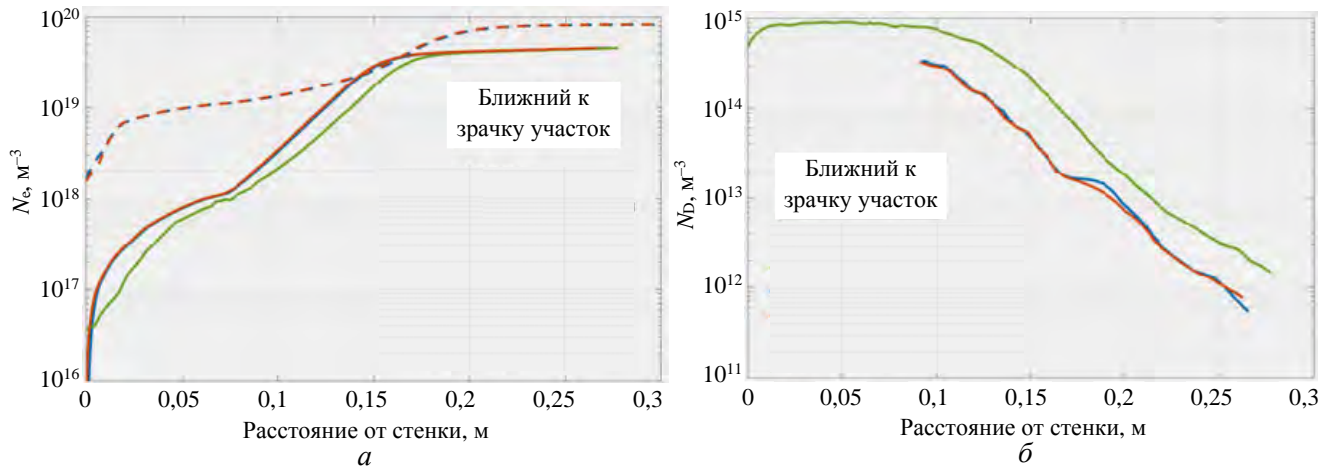 10²⁰
10¹⁹
10¹⁸
10¹⁷
10¹⁶
Nₑ, м⁻³
Ближний к
зрачку участок
0 0,05 0,1 0,15 0,2 0,25 0,3
Расстояние от стенки, м
а
10¹⁵
10¹⁴
10¹³
10¹²
10¹¹
N_D, м⁻³
Ближний к
зрачку участок
0 0,05 0,1 0,15 0,2 0,25 0,3
Расстояние от стенки, м
б